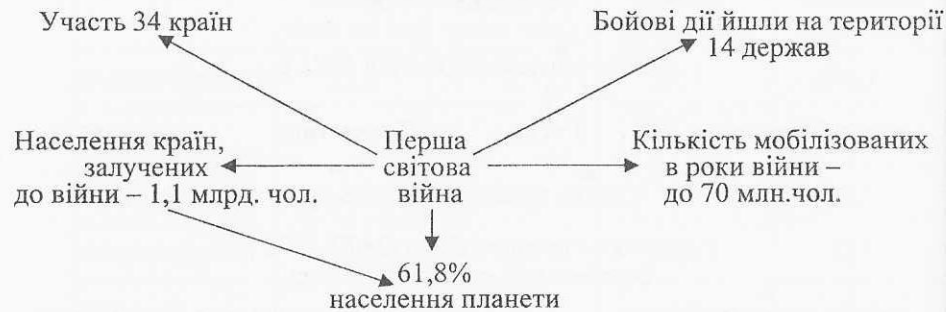 Участь 34 країн
Бойові дії йшли на території
14 держав
Населення країн,
залучених
до війни – 1,1 млрд. чол.
Перша
світова
війна
Кількість мобілізованих
в роки війни –
до 70 млн.чол.
61,8%
населення планети